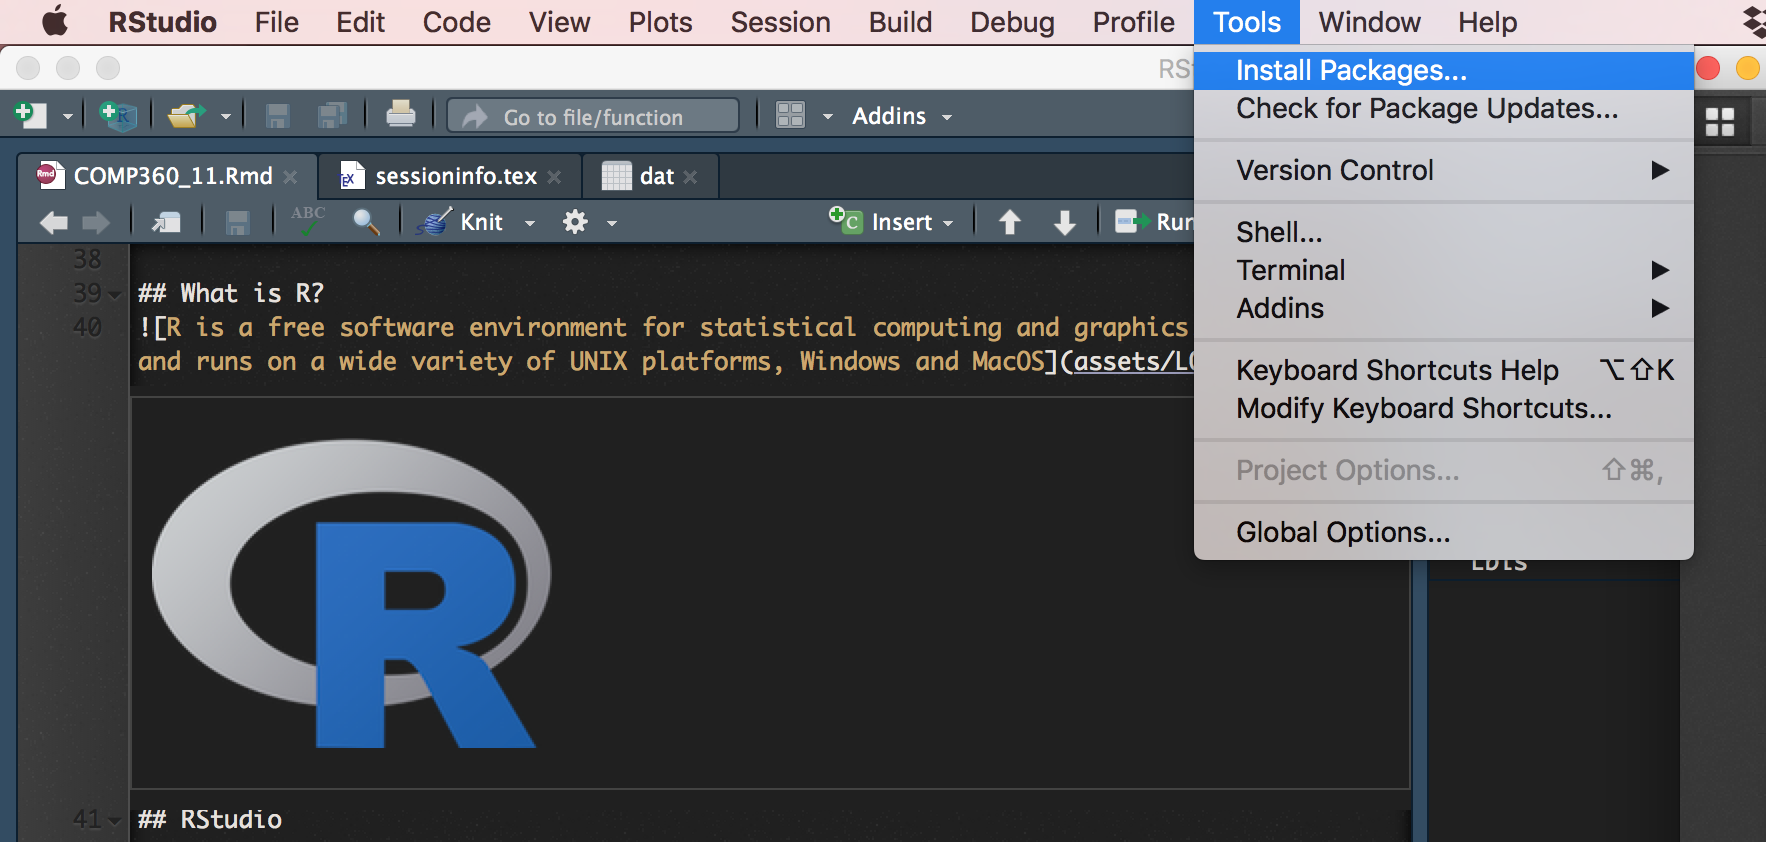 RStudio File Edit Code View Plots Session Build Debug Profile Tools Window Help
Install Packages...
Check for Package Updates...
Version Control
Shell...
Terminal
Addins
Keyboard Shortcuts Help ⌥⇧K
Modify Keyboard Shortcuts...
Project Options... ⇧⌘,
Global Options...
RSt
Go to file/function Addins
COMP360_11.Rmd sessioninfo.tex dat
ABC Knit Insert Run
38
39 ## What is R?
40 ![R is a free software environment for statistical computing and graphics
and runs on a wide variety of UNIX platforms, Windows and MacOS](assets/LO
R
41 ## RStudio